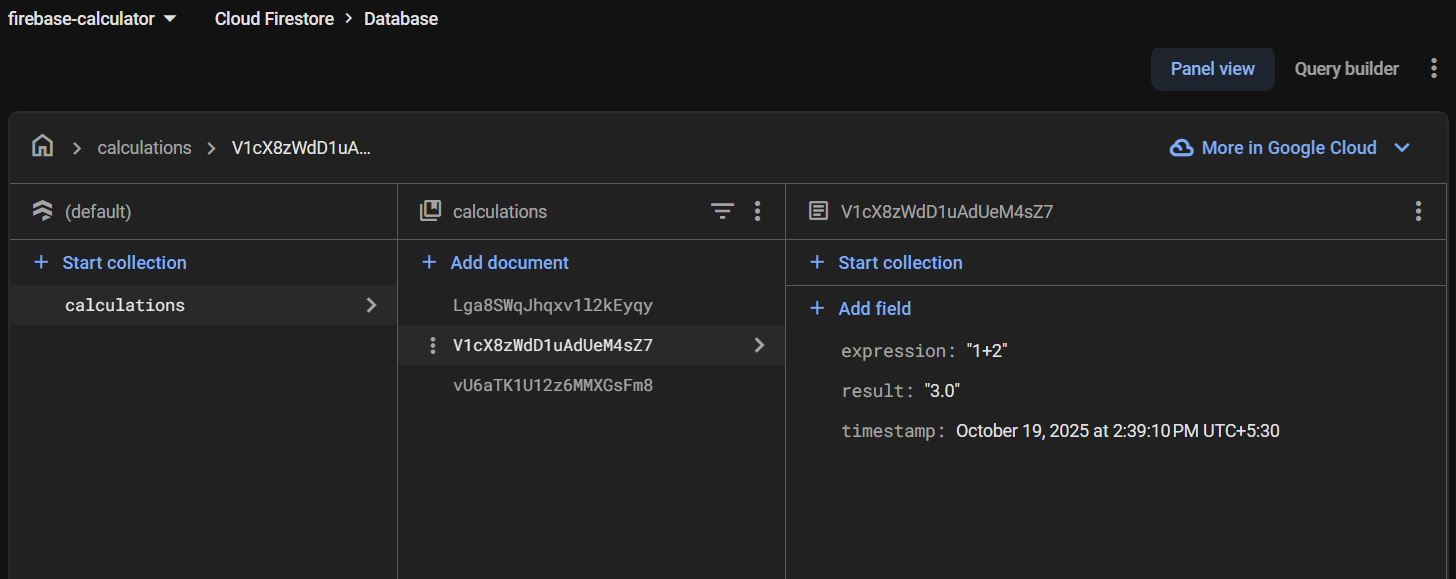 firebase-calculator Cloud Firestore > Database
Panel view Query builder
calculations > V1cX8zWdD1uA... More in Google Cloud
(default) calculations V1cX8zWdD1uAdUeM4sZ7
+ Start collection + Add document + Start collection
calculations Lga8SWqJhqxv1l2kEyqy + Add field
V1cX8zWdD1uAdUeM4sZ7 expression: "1+2"
vU6aTK1U12z6MMXGsFm8 result: "3.0"
timestamp: October 19, 2025 at 2:39:10 PM UTC+5:30